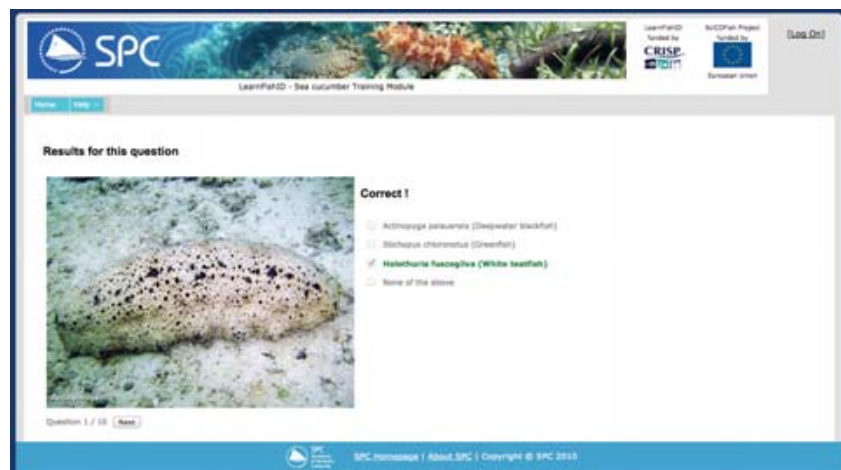 SPC
LearnFishID
funded by
CRISP
SciCOFish Project
funded by
European Union
[Log On]
LearnFishID - Sea cucumber Training Module
Home
Help
Results for this question
Correct !
Actinopyga palauensis (Deepwater blackfish)
Stichopus chloronotus (Greenfish)
Holothuria fuscogilva (White teatfish)
None of the above
Question 1 / 10
Next
SPC
SPC Homepage | About SPC | Copyright © SPC 2010